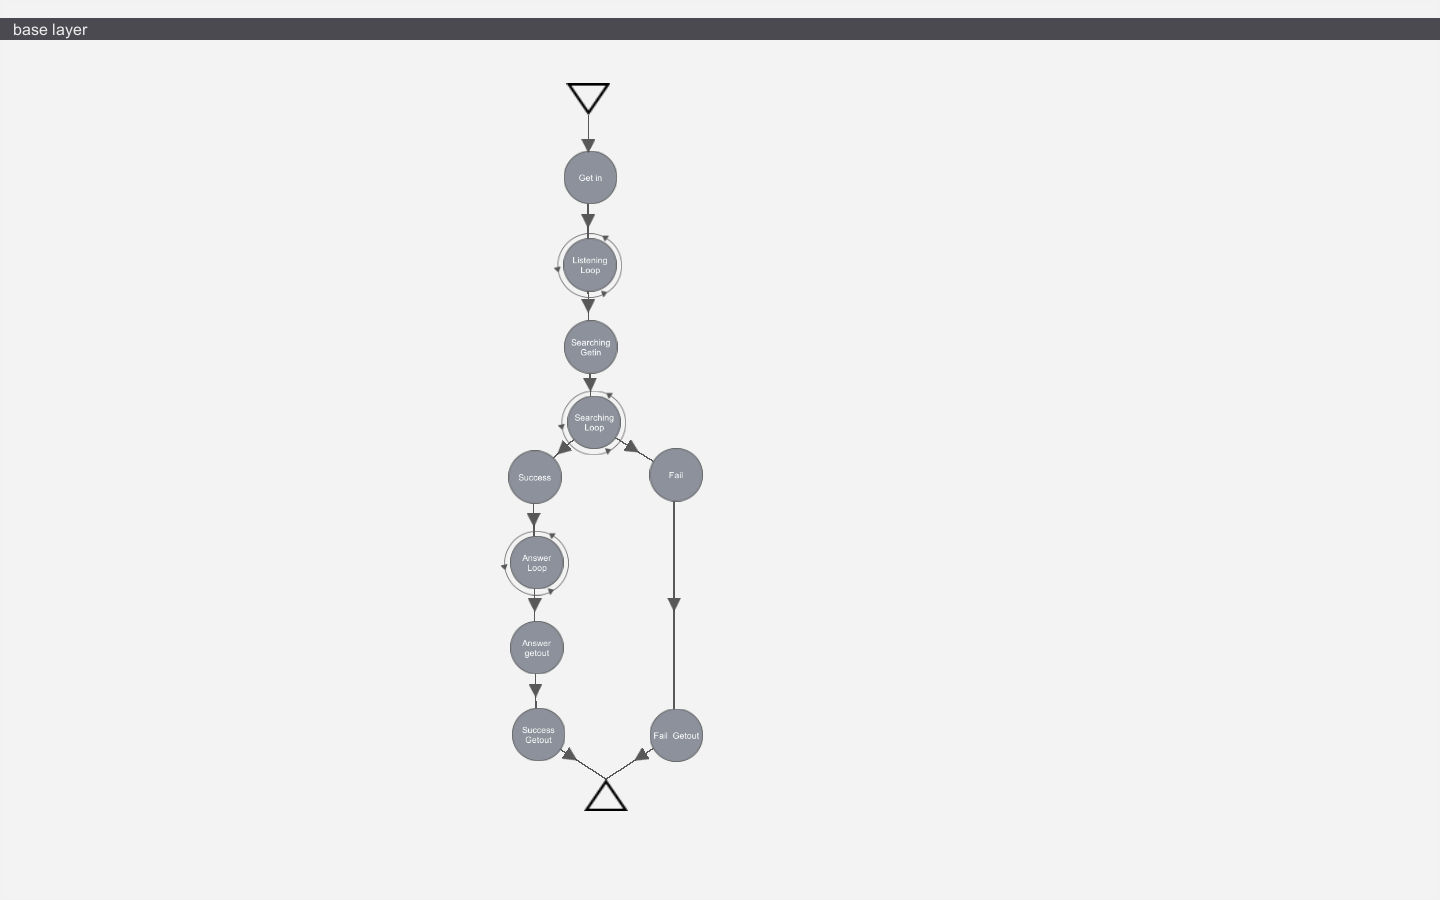 base layer
Get in
Listening
Loop
Searching
Getin
Searching
Loop
Success
Fail
Answer
Loop
Answer
getout
Success
Getout
Fail Getout